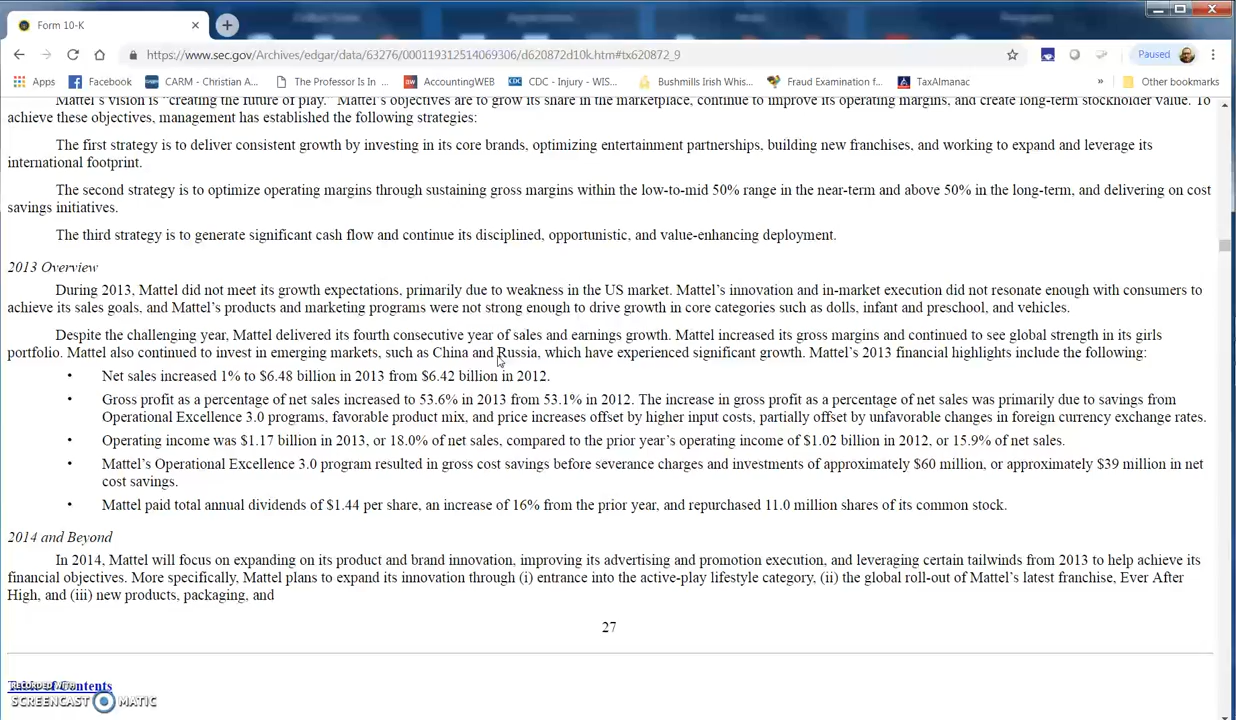 Form 10-K
https://www.sec.gov/Archives/edgar/data/63276/000119312514069306/d620872d10k.htm#tx620872_9
Paused
Apps Facebook CARM - Christian A... The Professor Is In ... AccountingWEB CDC - Injury - WIS... Bushmills Irish Whis... Fraud Examination f... TaxAlmanac » Other bookmarks
Mattel's vision is “creating the future of play.” Mattel's objectives are to grow its share in the marketplace, continue to improve its operating margins, and create long-term stockholder value. To
achieve these objectives, management has established the following strategies:
The first strategy is to deliver consistent growth by investing in its core brands, optimizing entertainment partnerships, building new franchises, and working to expand and leverage its
international footprint.
The second strategy is to optimize operating margins through sustaining gross margins within the low-to-mid 50% range in the near-term and above 50% in the long-term, and delivering on cost
savings initiatives.
The third strategy is to generate significant cash flow and continue its disciplined, opportunistic, and value-enhancing deployment.
2013 Overview
During 2013, Mattel did not meet its growth expectations, primarily due to weakness in the US market. Mattel's innovation and in-market execution did not resonate enough with consumers to
achieve its sales goals, and Mattel's products and marketing programs were not strong enough to drive growth in core categories such as dolls, infant and preschool, and vehicles.
Despite the challenging year, Mattel delivered its fourth consecutive year of sales and earnings growth. Mattel increased its gross margins and continued to see global strength in its girls
portfolio. Mattel also continued to invest in emerging markets, such as China and Russia, which have experienced significant growth. Mattel's 2013 financial highlights include the following:
• Net sales increased 1% to $6.48 billion in 2013 from $6.42 billion in 2012.
• Gross profit as a percentage of net sales increased to 53.6% in 2013 from 53.1% in 2012. The increase in gross profit as a percentage of net sales was primarily due to savings from
Operational Excellence 3.0 programs, favorable product mix, and price increases offset by higher input costs, partially offset by unfavorable changes in foreign currency exchange rates.
• Operating income was $1.17 billion in 2013, or 18.0% of net sales, compared to the prior year's operating income of $1.02 billion in 2012, or 15.9% of net sales.
• Mattel's Operational Excellence 3.0 program resulted in gross cost savings before severance charges and investments of approximately $60 million, or approximately $39 million in net
cost savings.
• Mattel paid total annual dividends of $1.44 per share, an increase of 16% from the prior year, and repurchased 11.0 million shares of its common stock.
2014 and Beyond
In 2014, Mattel will focus on expanding on its product and brand innovation, improving its advertising and promotion execution, and leveraging certain tailwinds from 2013 to help achieve its
financial objectives. More specifically, Mattel plans to expand its innovation through (i) entrance into the active-play lifestyle category, (ii) the global roll-out of Mattel's latest franchise, Ever After
High, and (iii) new products, packaging, and
27
Table of Contents
RECORDED WITH
SCREENCAST MATIC